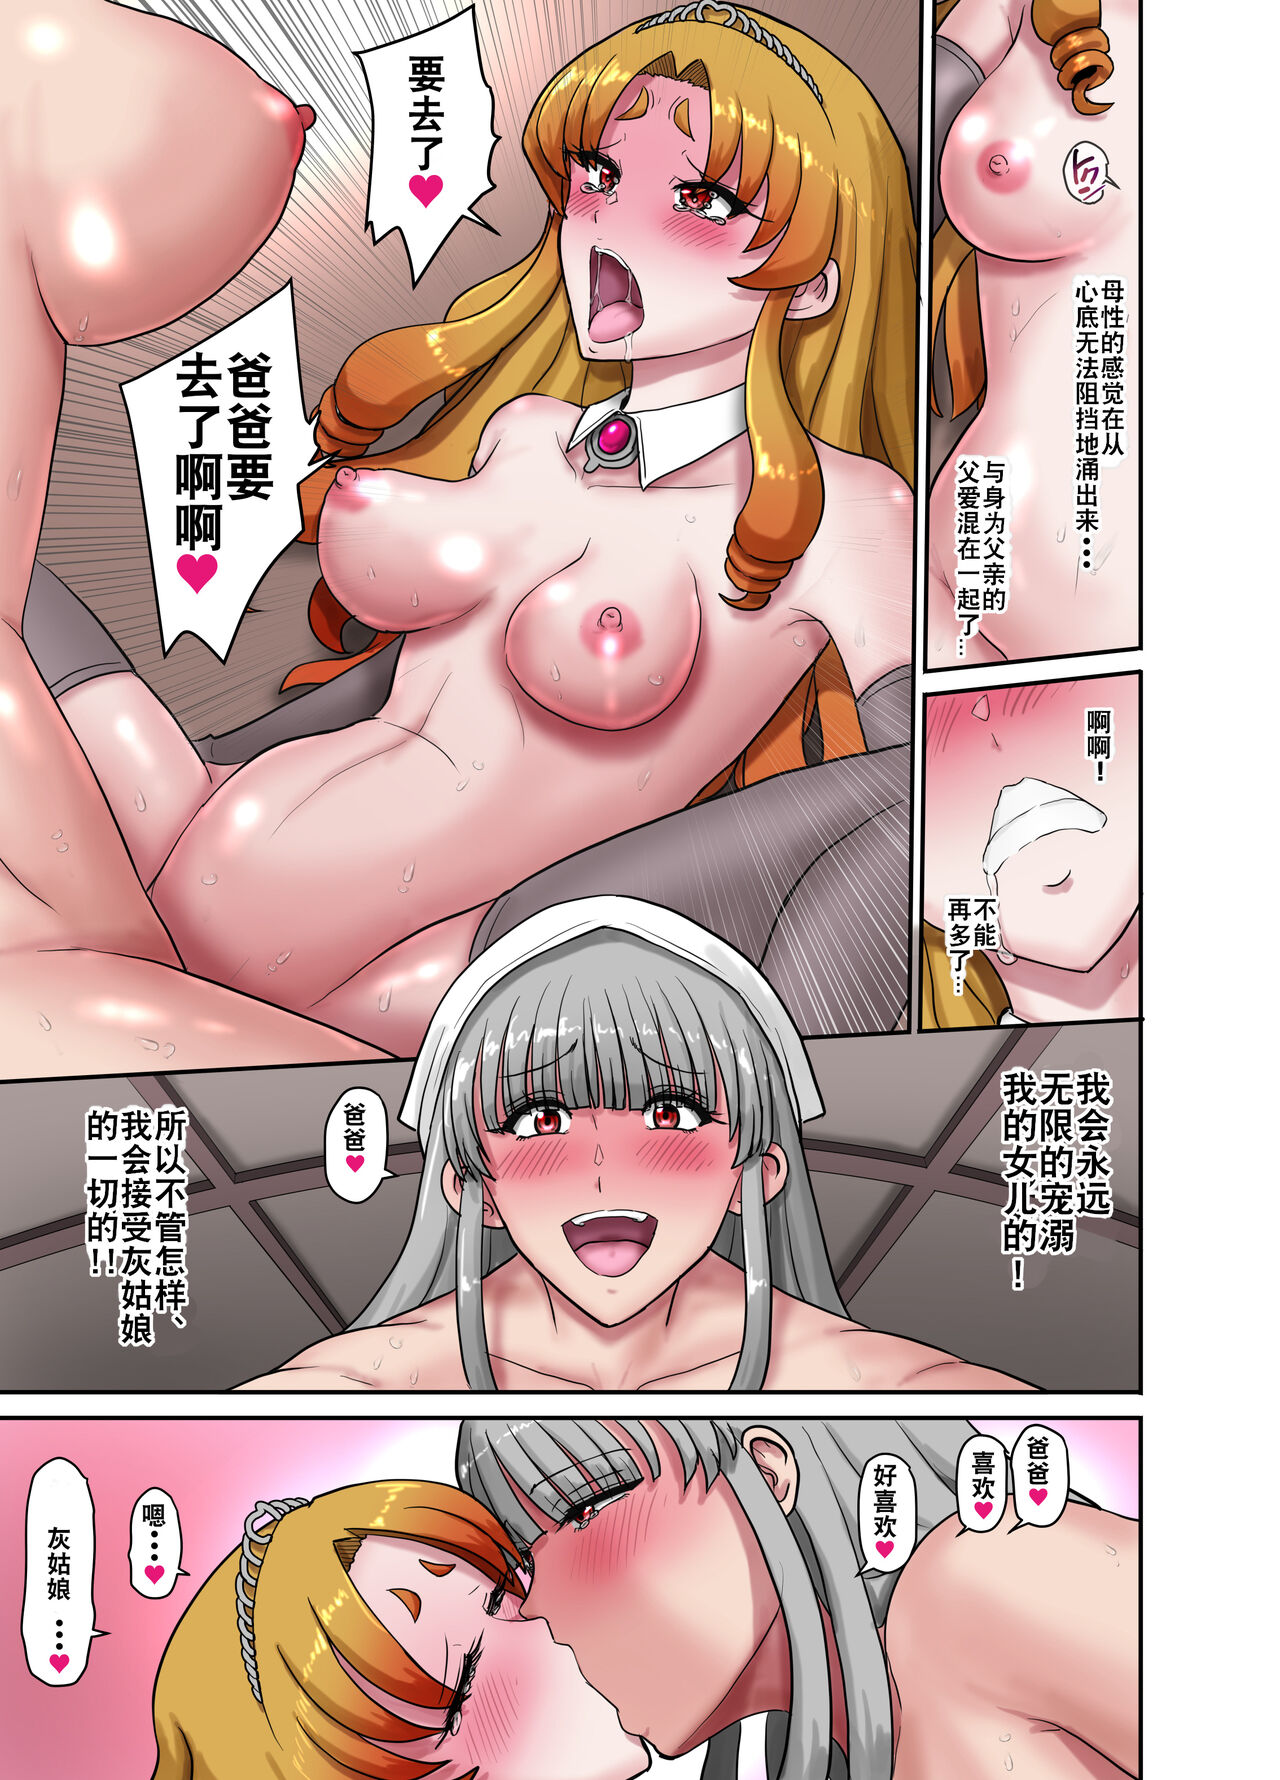 ドクン
母性的感觉在从
心底无法阻挡地涌出来…
与身为父亲的
父爱混在一起了…
要去了♥
爸爸要
去了啊啊♥
啊啊！
不能
再多了…
我会永远
无限的宠溺
我的女儿的！
爸爸♥
所以不管怎样、
我会接受灰姑娘
的一切的!!
爸爸♥
喜欢♥
好喜欢♥
嗯…♥
灰姑娘…♥